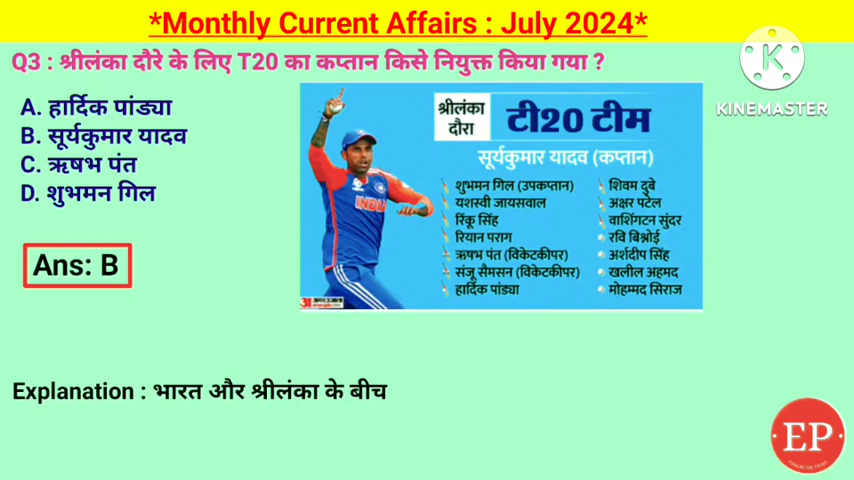 *Monthly Current Affairs : July 2024*
Q3 : श्रीलंका दौरे के लिए T20 का कप्तान किसे नियुक्त किया गया ?
A. हार्दिक पांड्या
B. सूर्यकुमार यादव
C. ऋषभ पंत
D. शुभमन गिल
Ans: B
श्रीलंका
दौरा
टी20 टीम
सूर्यकुमार यादव (कप्तान)
शुभमन गिल (उपकप्तान)
यशस्वी जायसवाल
रिंकू सिंह
रियान पराग
ऋषभ पंत (विकेटकीपर)
संजू सैमसन (विकेटकीपर)
हार्दिक पांड्या
शिवम दुबे
अक्षर पटेल
वाशिंगटन सुंदर
रवि बिश्नोई
अर्शदीप सिंह
खलील अहमद
मोहम्मद सिराज
INDIA
अमर उजाला
K
KINEMASTER
Explanation : भारत और श्रीलंका के बीच
EP